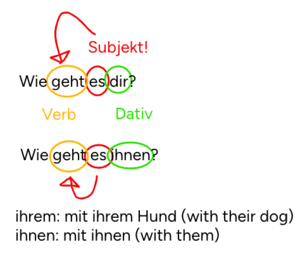 Subjekt!
Wie geht es dir?
Verb Dativ
Wie geht es ihnen?
ihrem: mit ihrem Hund (with their dog)
ihnen: mit ihnen (with them)